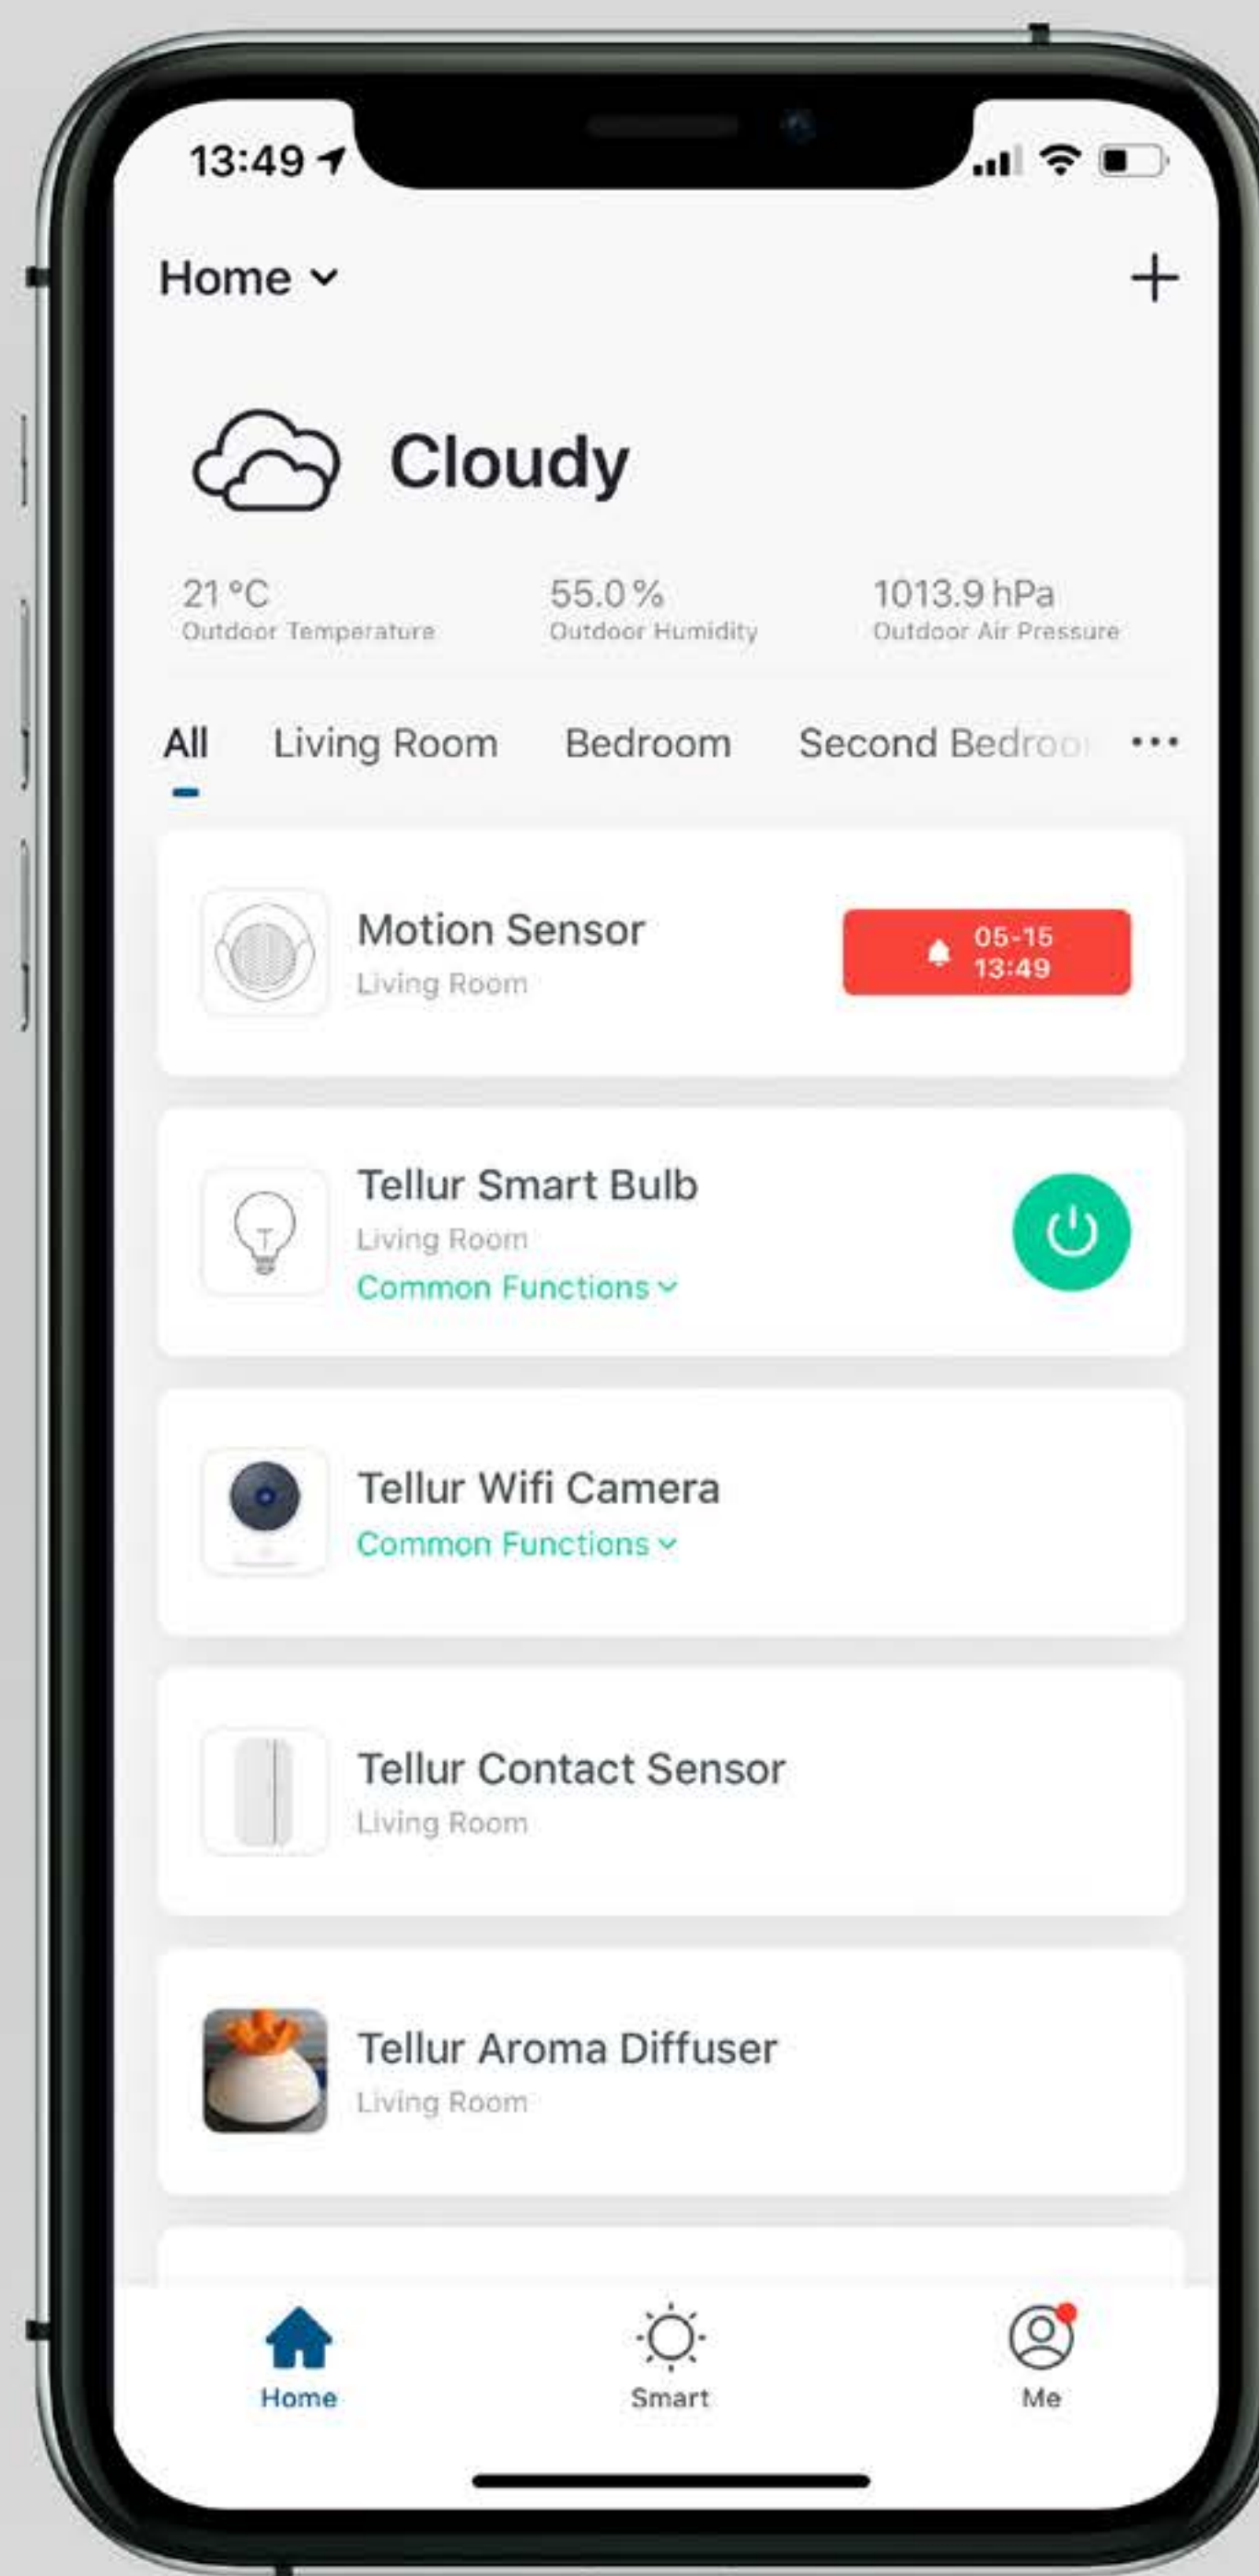 13:49
Home
Cloudy
21 °C
Outdoor Temperature
55.0 %
Outdoor Humidity
1013.9 hPa
Outdoor Air Pressure
All Living Room Bedroom Second Bedroo
Motion Sensor
Living Room
05-15
13:49
Tellur Smart Bulb
Living Room
Common Functions
Tellur Wifi Camera
Common Functions
Tellur Contact Sensor
Living Room
Tellur Aroma Diffuser
Living Room
Home Smart Me